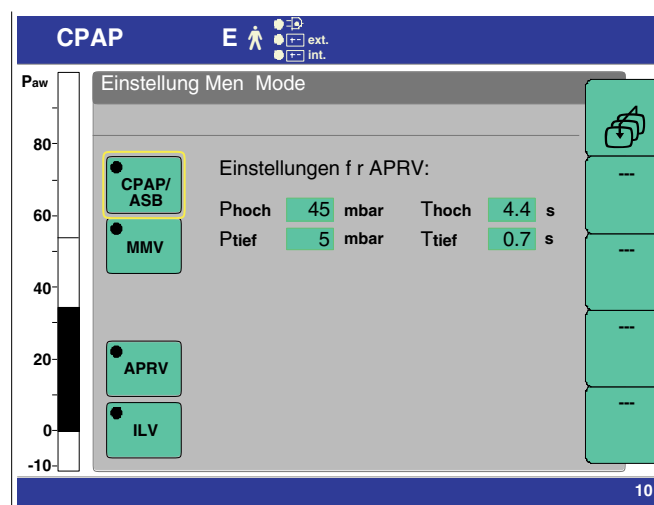 CPAP
E
ext.
int.
Paw
Einstellung Men Mode
80
60
40
20
0
-10
CPAP/
ASB
MMV
APRV
ILV
Einstellungen f r APRV:
Phoch 45 mbar Thoch 4.4 s
Ptief 5 mbar Ttief 0.7 s
---
---
---
---
10